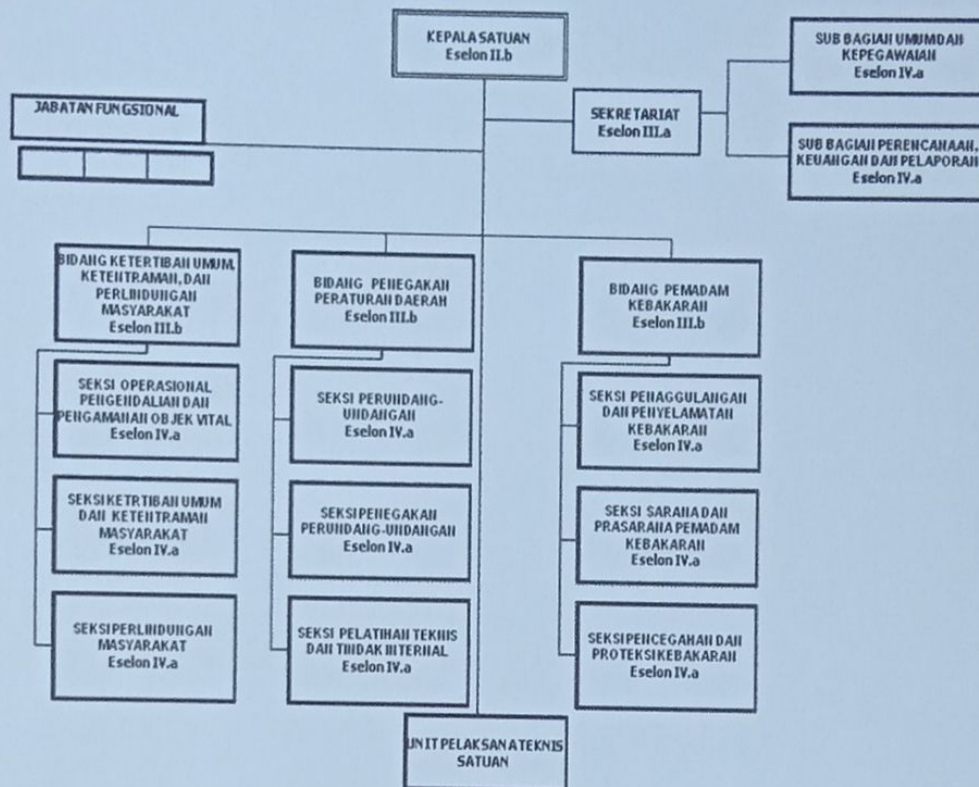 KEPALA SATUAN
Eselon II.b
JABATAN FUNGSIONAL
SEKRETARIAT
Eselon III.a
SUB BAGIAN UMUM DAN
KEPEGAWAIAN
Eselon IV.a
SUB BAGIAN PERENCANAAN,
KEUANGAN DAN PELAPORAN
Eselon IV.a
BIDANG KETERTIBAN UMUM,
KETENTRAMAN, DAN
PERLINDUNGAN
MASYARAKAT
Eselon III.b
SEKSI OPERASIONAL
PENGENDALIAN DAN
PENGAMANAN OBJEK VITAL
Eselon IV.a
SEKSI KETRTIBAN UMUM
DAN KETENTRAMAN
MASYARAKAT
Eselon IV.a
SEKSI PERLINDUNGAN
MASYARAKAT
Eselon IV.a
BIDANG PENEGAKAN
PERATURAN DAERAH
Eselon III.b
SEKSI PERUNDANG-
UNDANGAN
Eselon IV.a
SEKSI PENEGAKAN
PERUNDANG-UNDANGAN
Eselon IV.a
SEKSI PELATIHAN TEKNIS
DAN TINDAK INTERNAL
Eselon IV.a
BIDANG PEMADAM
KEBAKARAN
Eselon III.b
SEKSI PENAGGULANGAN
DAN PENYELAMATAN
KEBAKARAN
Eselon IV.a
SEKSI SARANA DAN
PRASARANA PEMADAM
KEBAKARAN
Eselon IV.a
SEKSI PENCEGAHAN DAN
PROTEKSI KEBAKARAN
Eselon IV.a
UNIT PELAKSANA TEKNIS
SATUAN